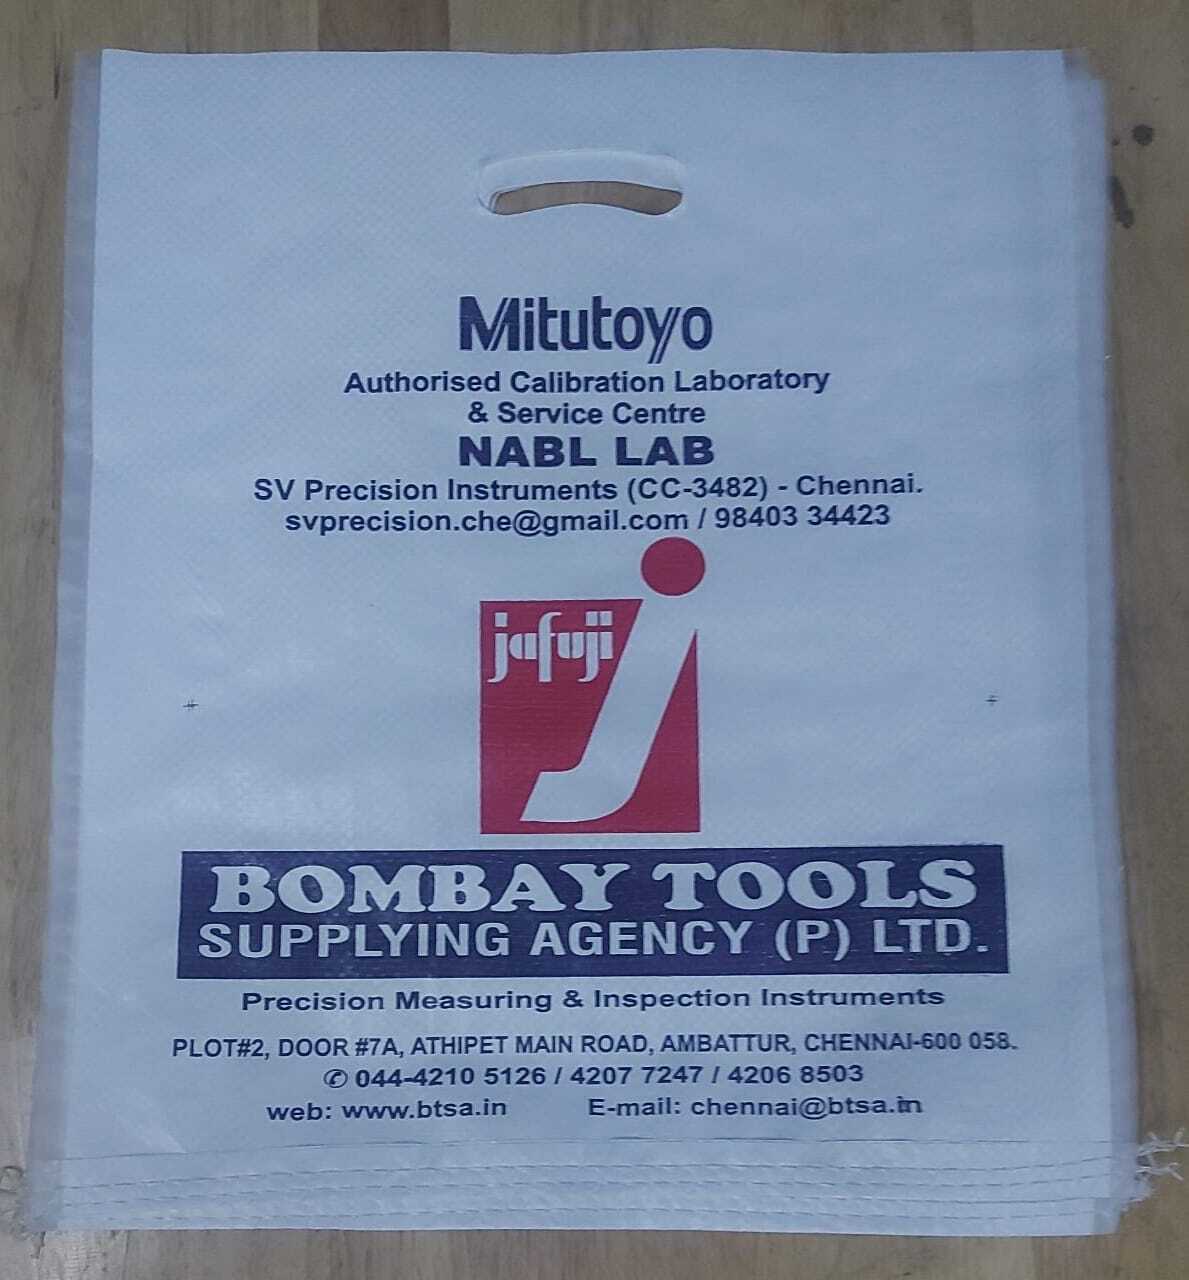 Mitutoyo
Authorised Calibration Laboratory
& Service Centre
NABL LAB
SV Precision Instruments (CC-3482) - Chennai.
svprecision.che@gmail.com / 98403 34423
jafuji
j
BOMBAY TOOLS
SUPPLYING AGENCY (P) LTD.
Precision Measuring & Inspection Instruments
PLOT#2, DOOR #7A, ATHIPET MAIN ROAD, AMBATTUR, CHENNAI-600 058.
✆ 044-4210 5126 / 4207 7247 / 4206 8503
web: www.btsa.in E-mail: chennai@btsa.in